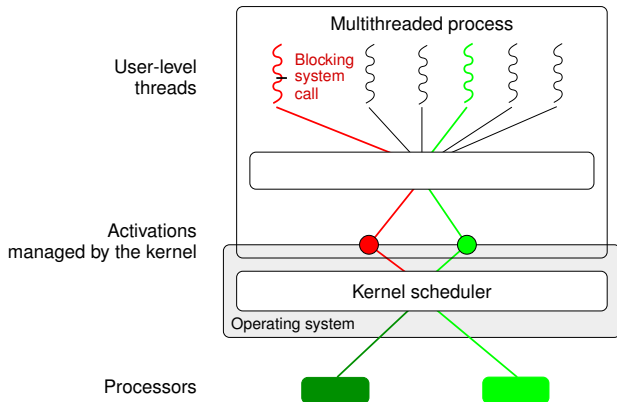 Multithreaded process
User-level
threads
Blocking
system
call
Activations
managed by the kernel
Kernel scheduler
Operating system
Processors